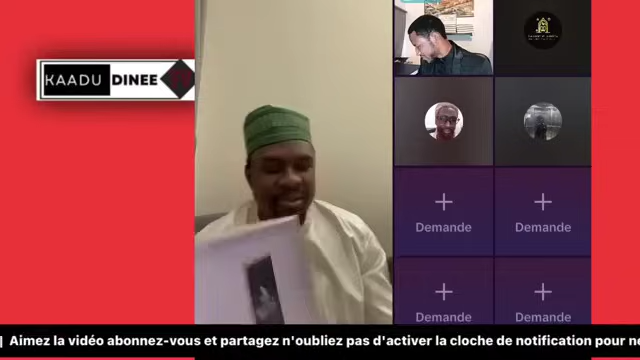 KAADU DINEE
Demande
Demande
Demande
Demande
| Aimez la vidéo abonnez-vous et partagez n'oubliez pas d'activer la cloche de notification pour n